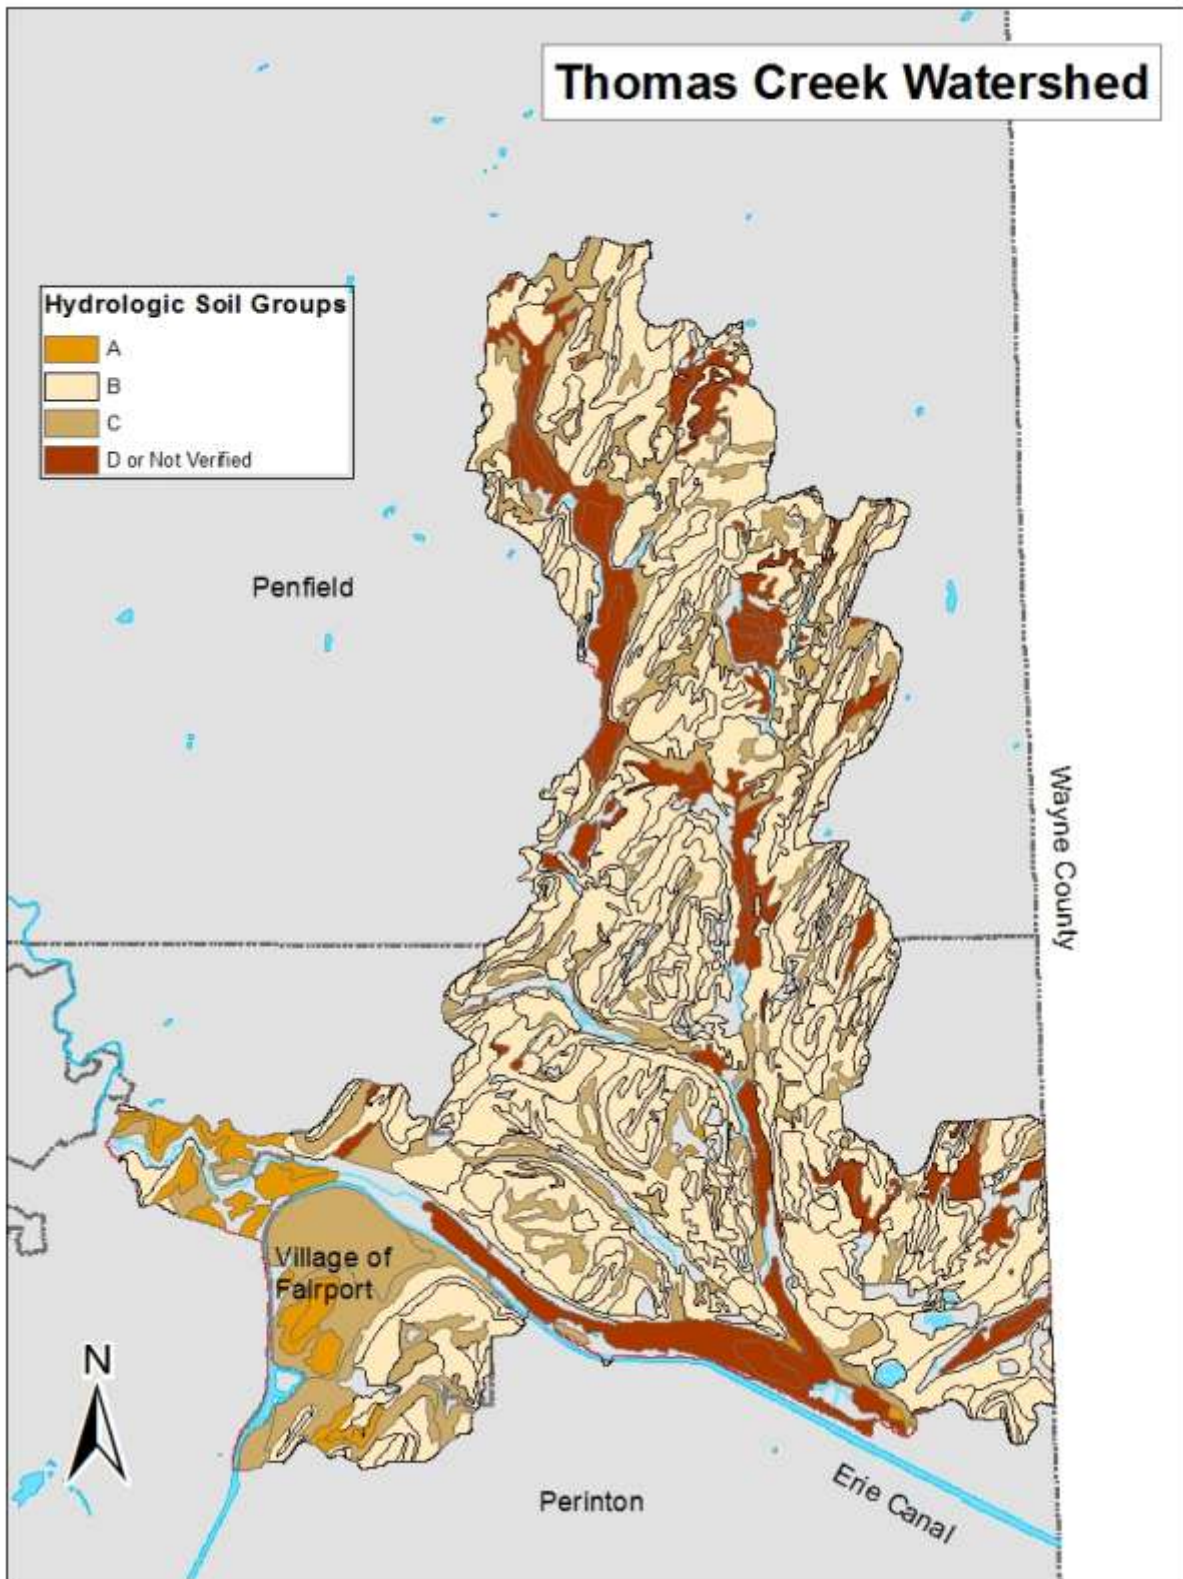 Thomas Creek Watershed
Hydrologic Soil Groups
A
B
C
D or Not Verified
Penfield
Wayne County
Village of
Fairport
N
Erie Canal
Perinton